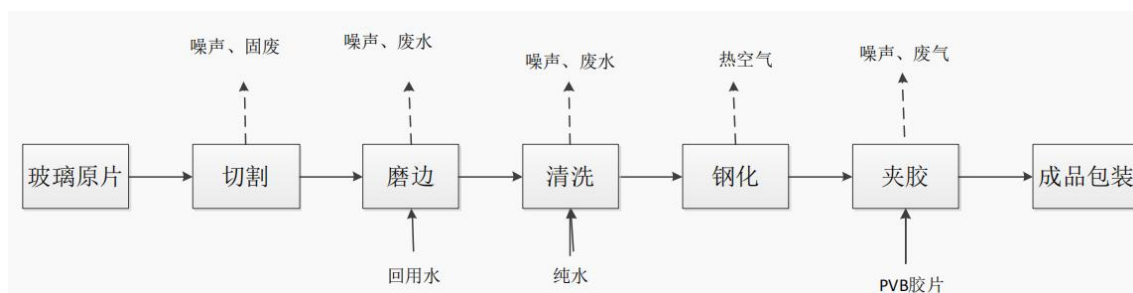 噪声、固废
噪声、废水
噪声、废水
热空气
噪声、废气
玻璃原片
切割
磨边
清洗
钢化
夹胶
成品包装
回用水
纯水
PVB胶片